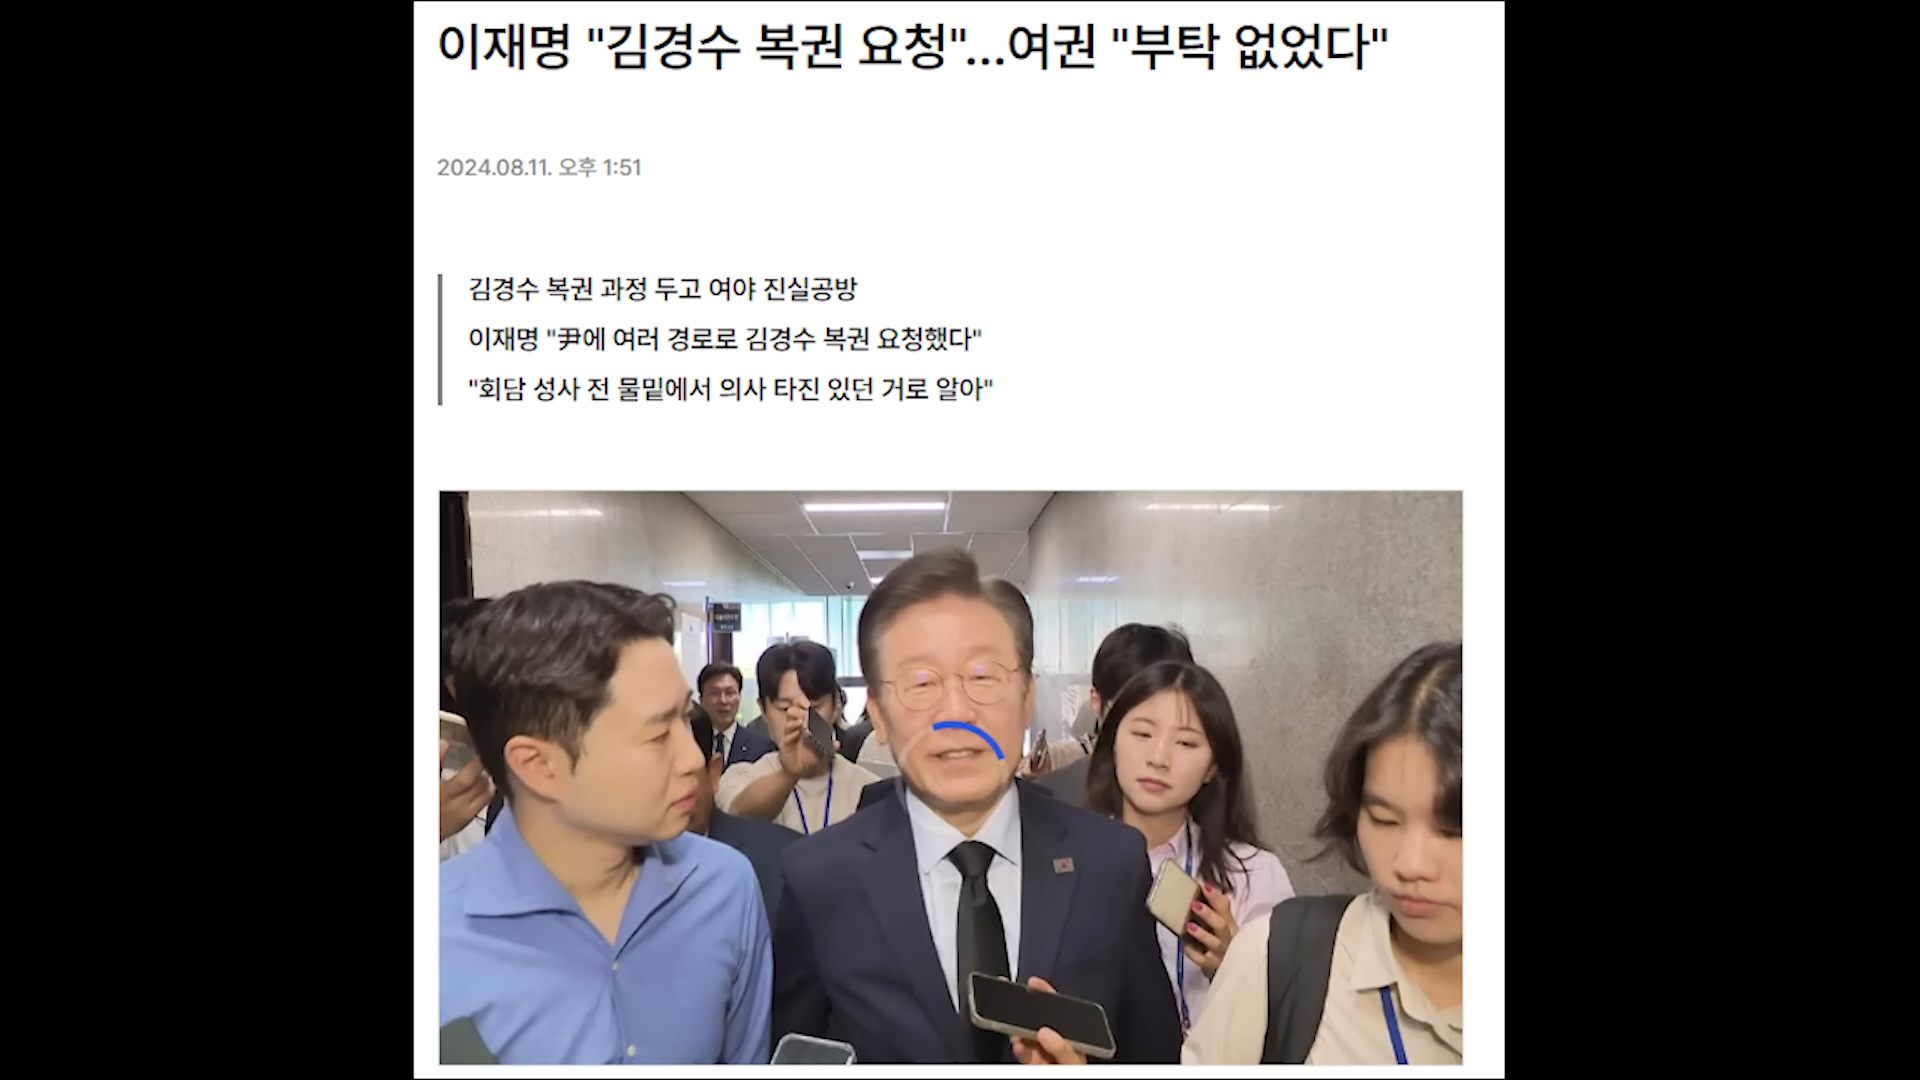 이재명 "김경수 복권 요청"...여권 "부탁 없었다"
2024.08.11. 오후 1:51
김경수 복권 과정 두고 여야 진실공방
이재명 "尹에 여러 경로로 김경수 복권 요청했다"
"회담 성사 전 물밑에서 의사 타진 있던 거로 알아"